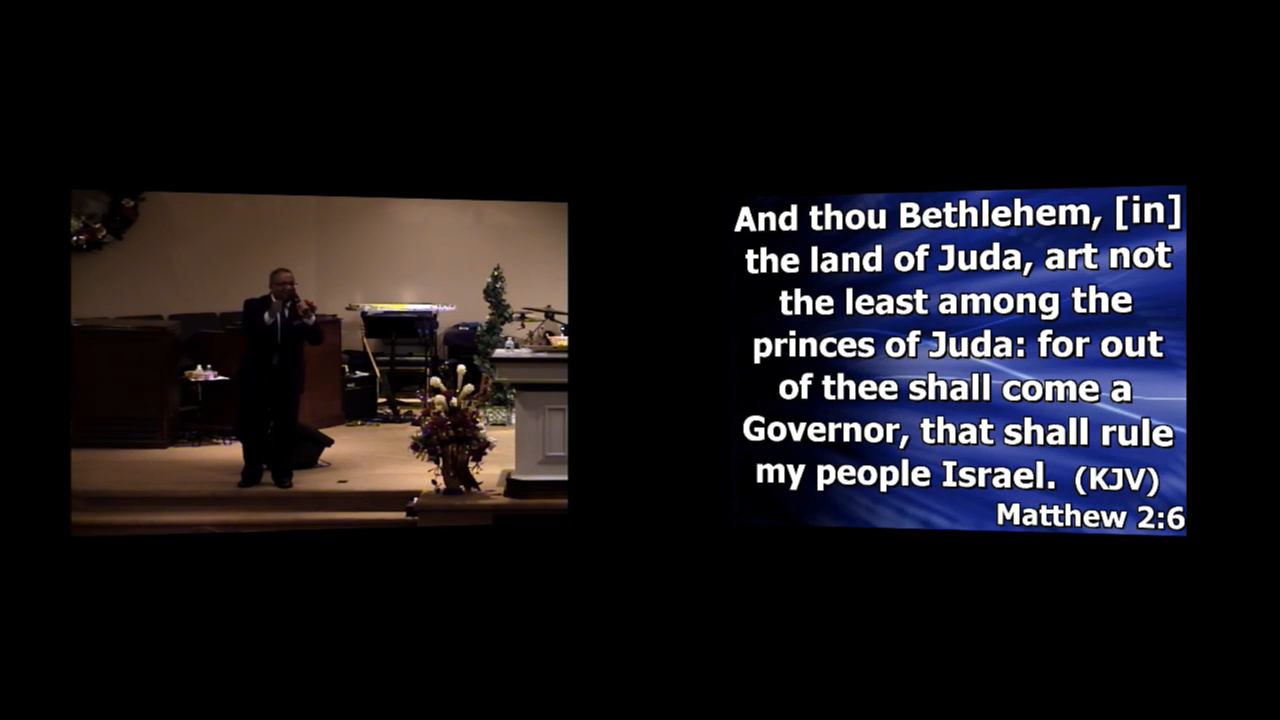 And thou Bethlehem, [in]
the land of Juda, art not
the least among the
princes of Juda: for out
of thee shall come a
Governor, that shall rule
my people Israel. (KJV)
Matthew 2:6